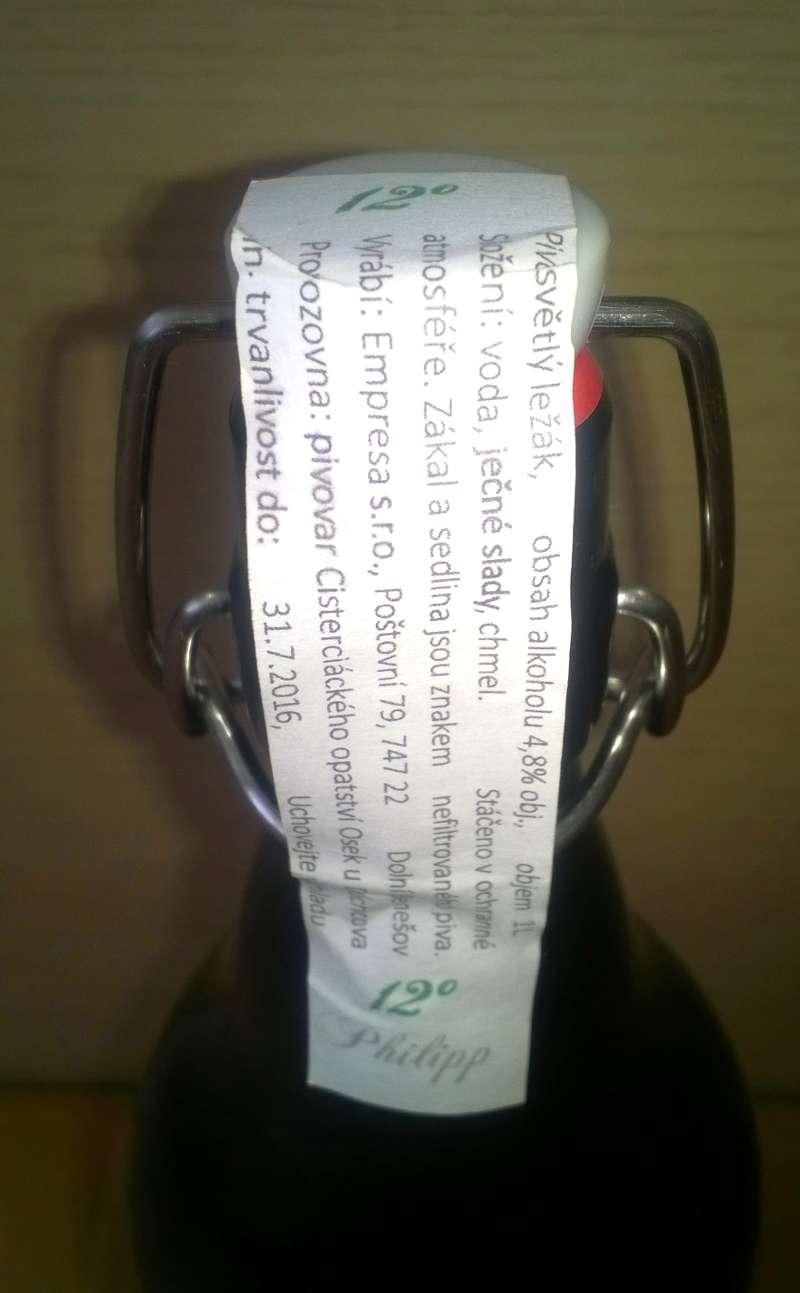 12°
Pivo světlý ležák, obsah alkoholu 4,8% obj., objem 1L
Složení: voda, ječné slady, chmel. Stáčeno v ochranné
atmosféře. Zákal a sedlina jsou znakem nefiltrovaného piva.
Vyrábí: Empresa s.r.o., Poštovní 79, 747 22 Dolní Benešov
Provozovna: pivovar Cisterciáckého opatství Osek u Duchcova
in. trvanlivost do: 31.7.2016, Uchovejte chladu
12°
Philipp